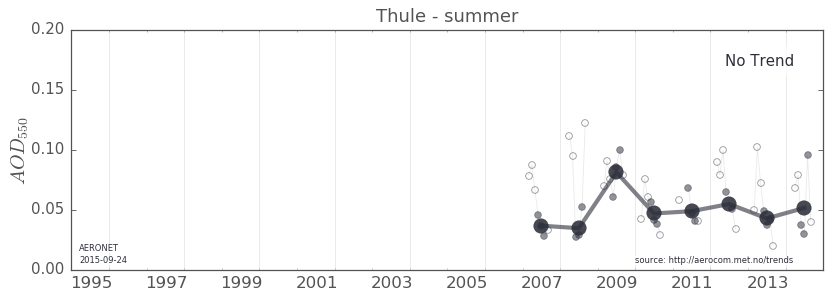 Thule - summer
0.20
No Trend
0.15
AOD550
0.10
0.05
AERONET
2015-09-24
source: http://aerocom.met.no/trends
0.00
1995 1997 1999 2001 2003 2005 2007 2009 2011 2013